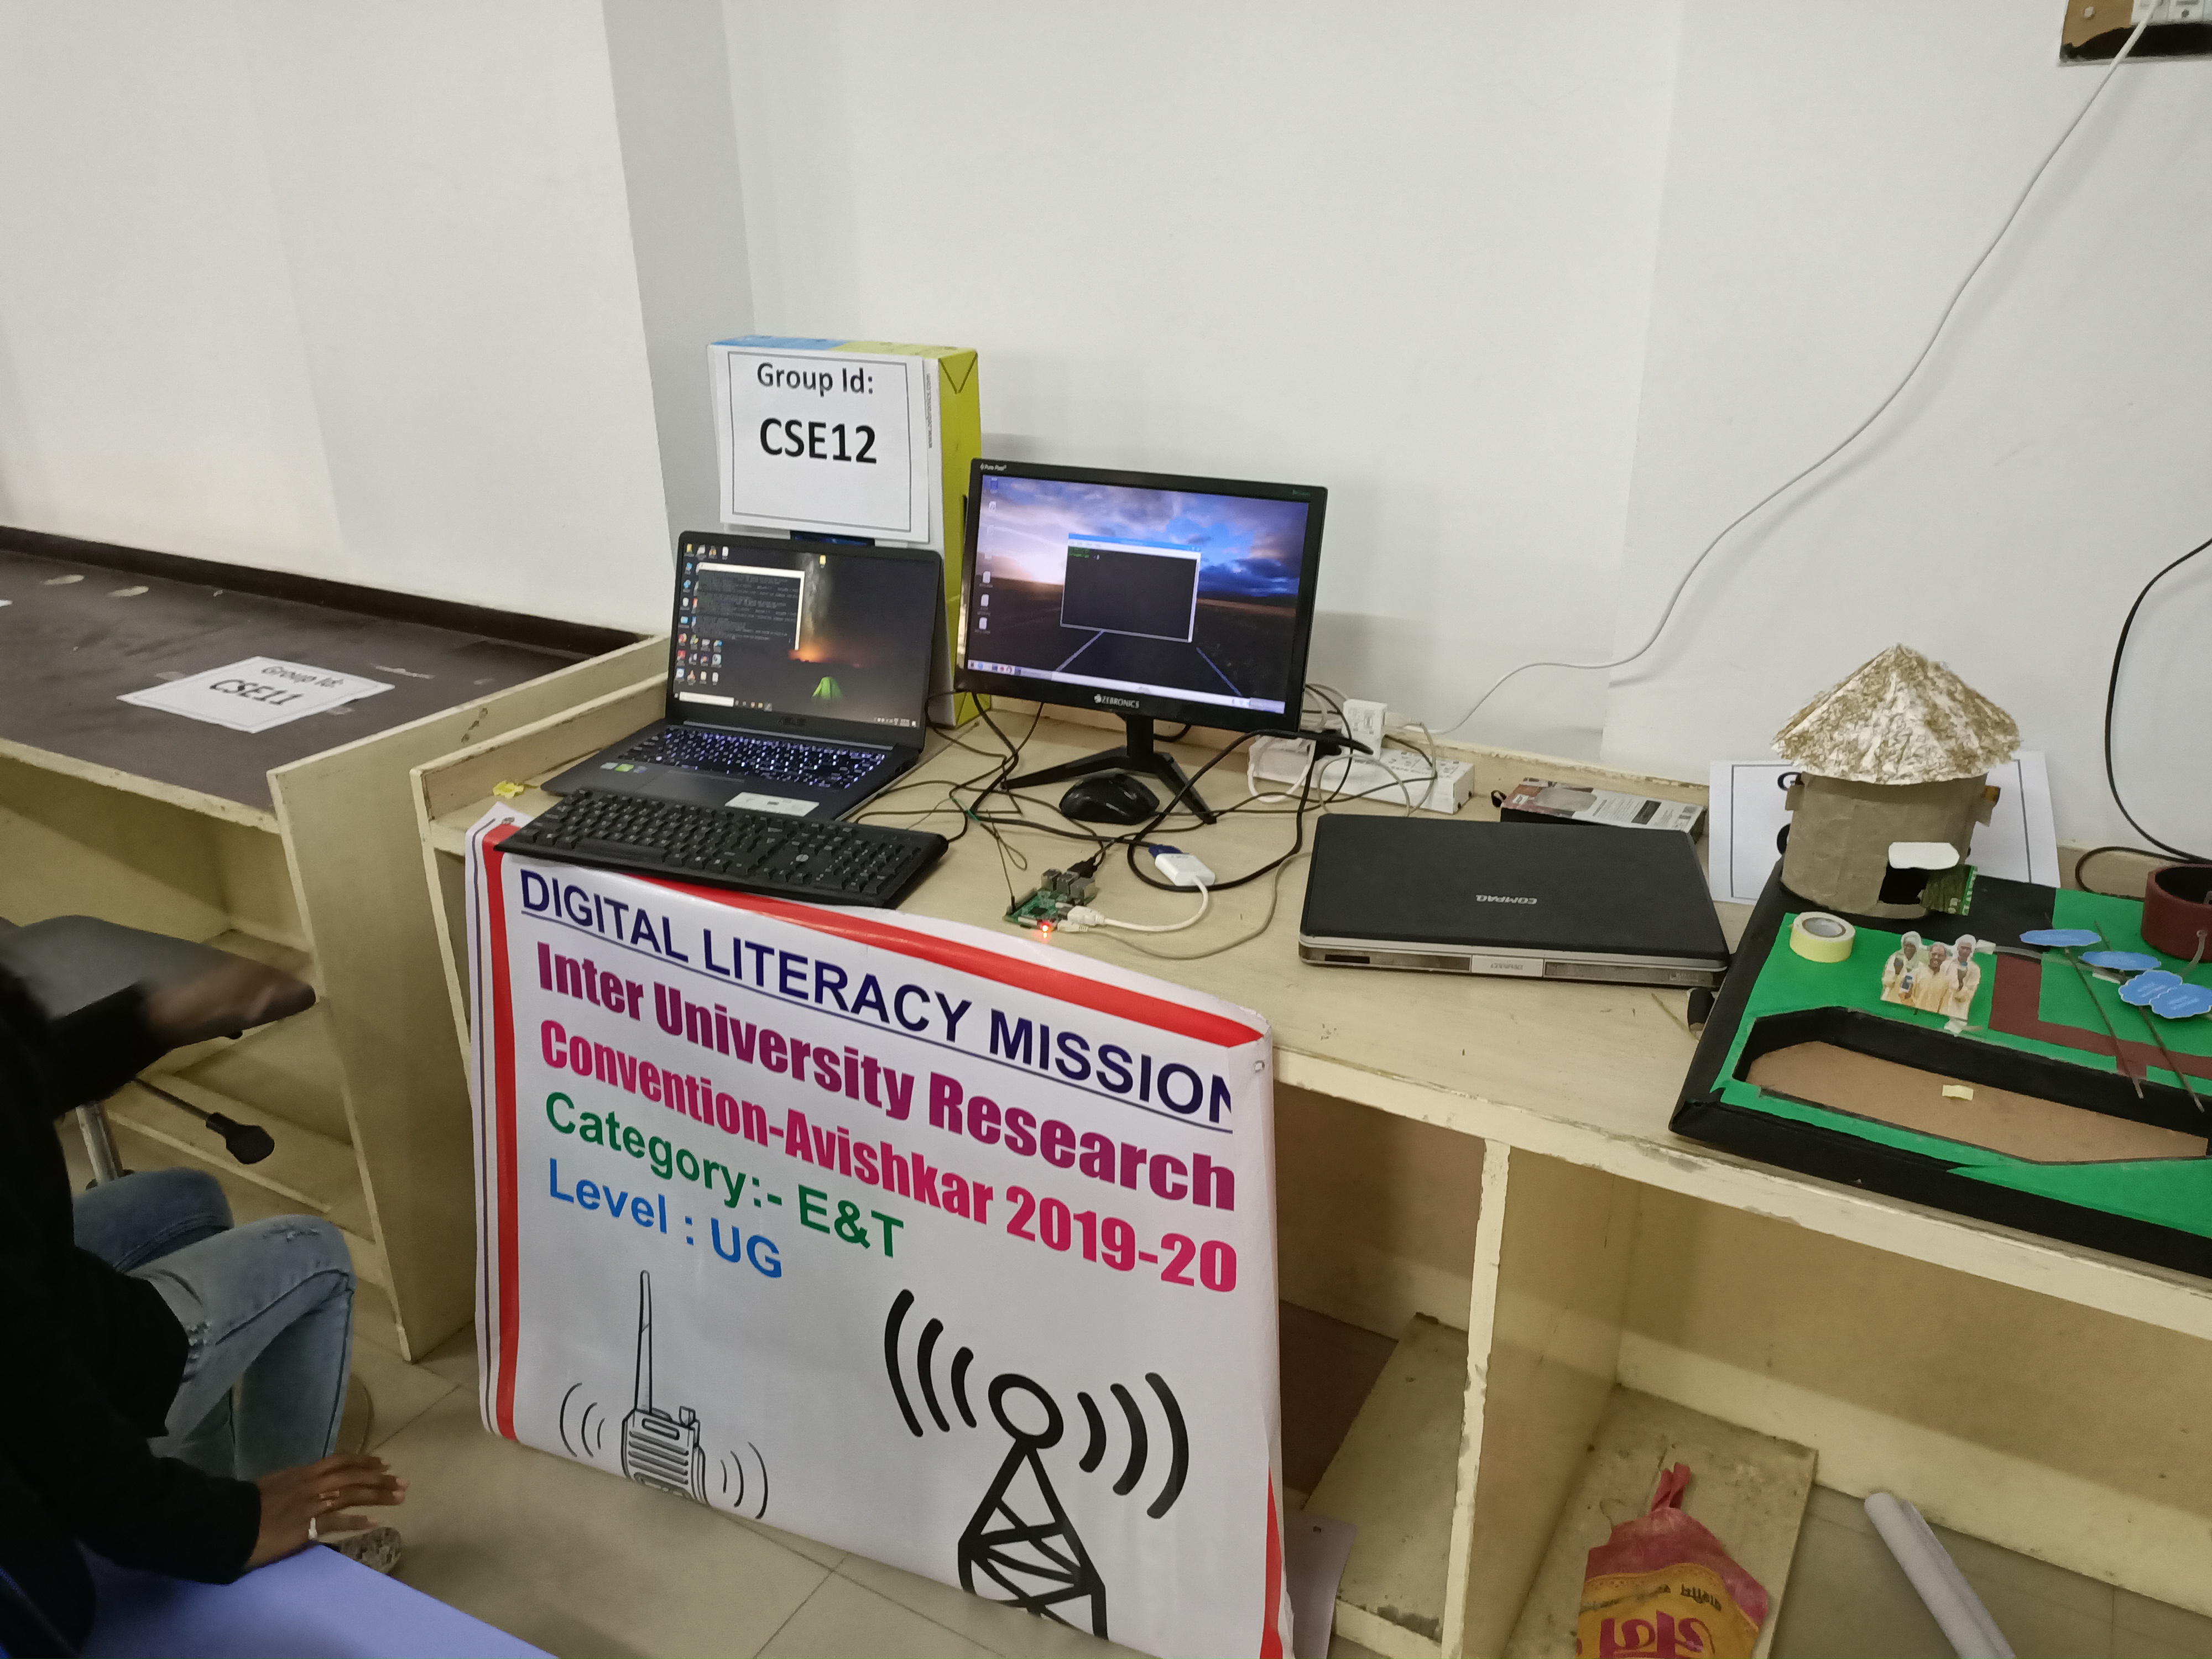 Group Id:
CSE12
Group Id:
CSE11
ZEBRONICS
ASUS
COMPAQ
DIGITAL LITERACY MISSION
Inter University Research
Convention-Avishkar 2019-20
Category:- E&T
Level : UG